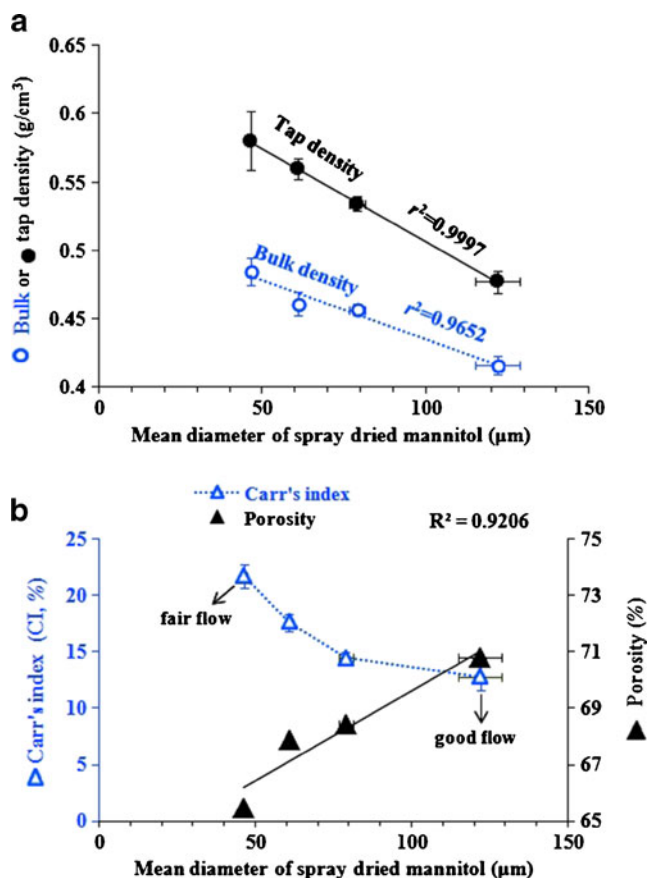 a
0.65
0.6
0.55
0.5
0.45
0.4
Bulk or ● tap density (g/cm³)
Tap density
r²=0.9997
Bulk density
r²=0.9652
0 50 100 150
Mean diameter of spray dried mannitol (µm)
b
Carr's index
Porosity
R² = 0.9206
25
20
15
10
5
0
Carr's index (CI, %)
fair flow
good flow
75
73
71
69
67
65
Porosity (%)
0 50 100 150
Mean diameter of spray dried mannitol (µm)